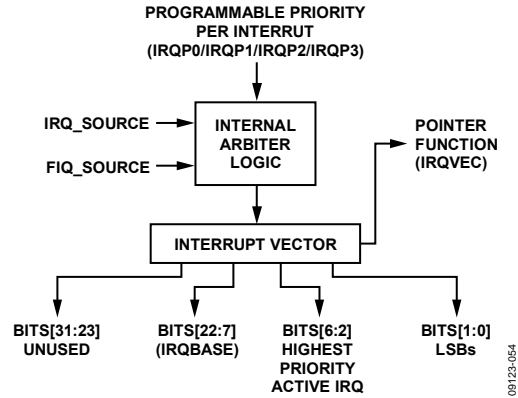 PROGRAMMABLE PRIORITY
PER INTERRUT
(IRQP0/IRQP1/IRQP2/IRQP3)
IRQ_SOURCE
FIQ_SOURCE
INTERNAL
ARBITER
LOGIC
POINTER
FUNCTION
(IRQVEC)
INTERRUPT VECTOR
BITS[31:23]
UNUSED
BITS[22:7]
(IRQBASE)
BITS[6:2]
HIGHEST
PRIORITY
ACTIVE IRQ
BITS[1:0]
LSBs
09123-054